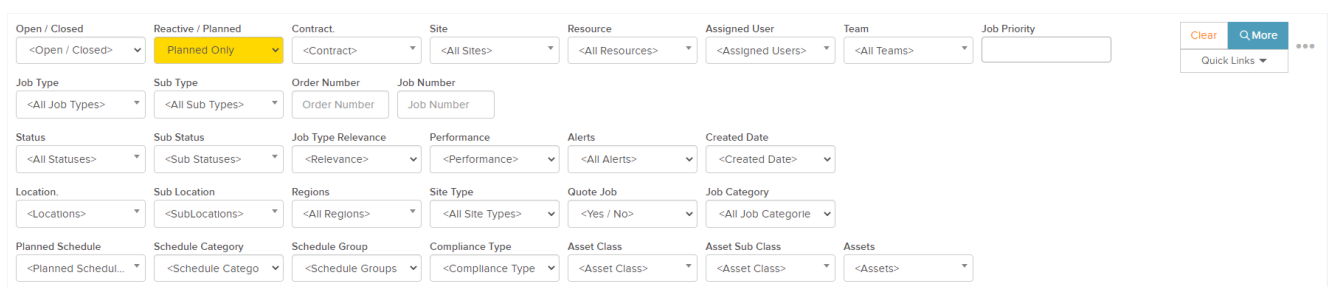 Open / Closed Reactive / Planned Contract. Site Resource Assigned User Team Job Priority
<Open / Closed> Planned Only <Contract> <All Sites> <All Resources> <Assigned Users> <All Teams> Clear More
Quick Links
Job Type Sub Type Order Number Job Number
<All Job Types> <All Sub Types> Order Number Job Number
Status Sub Status Job Type Relevance Performance Alerts Created Date
<All Statuses> <Sub Statuses> <Relevance> <Performance> <All Alerts> <Created Date>
Location. Sub Location Regions Site Type Quote Job Job Category
<Locations> <SubLocations> <All Regions> <All Site Types> <Yes / No> <All Job Categorie
Planned Schedule Schedule Category Schedule Group Compliance Type Asset Class Asset Sub Class Assets
<Planned Schedul... <Schedule Catego <Schedule Groups <Compliance Type <Asset Class> <Asset Class> <Assets>